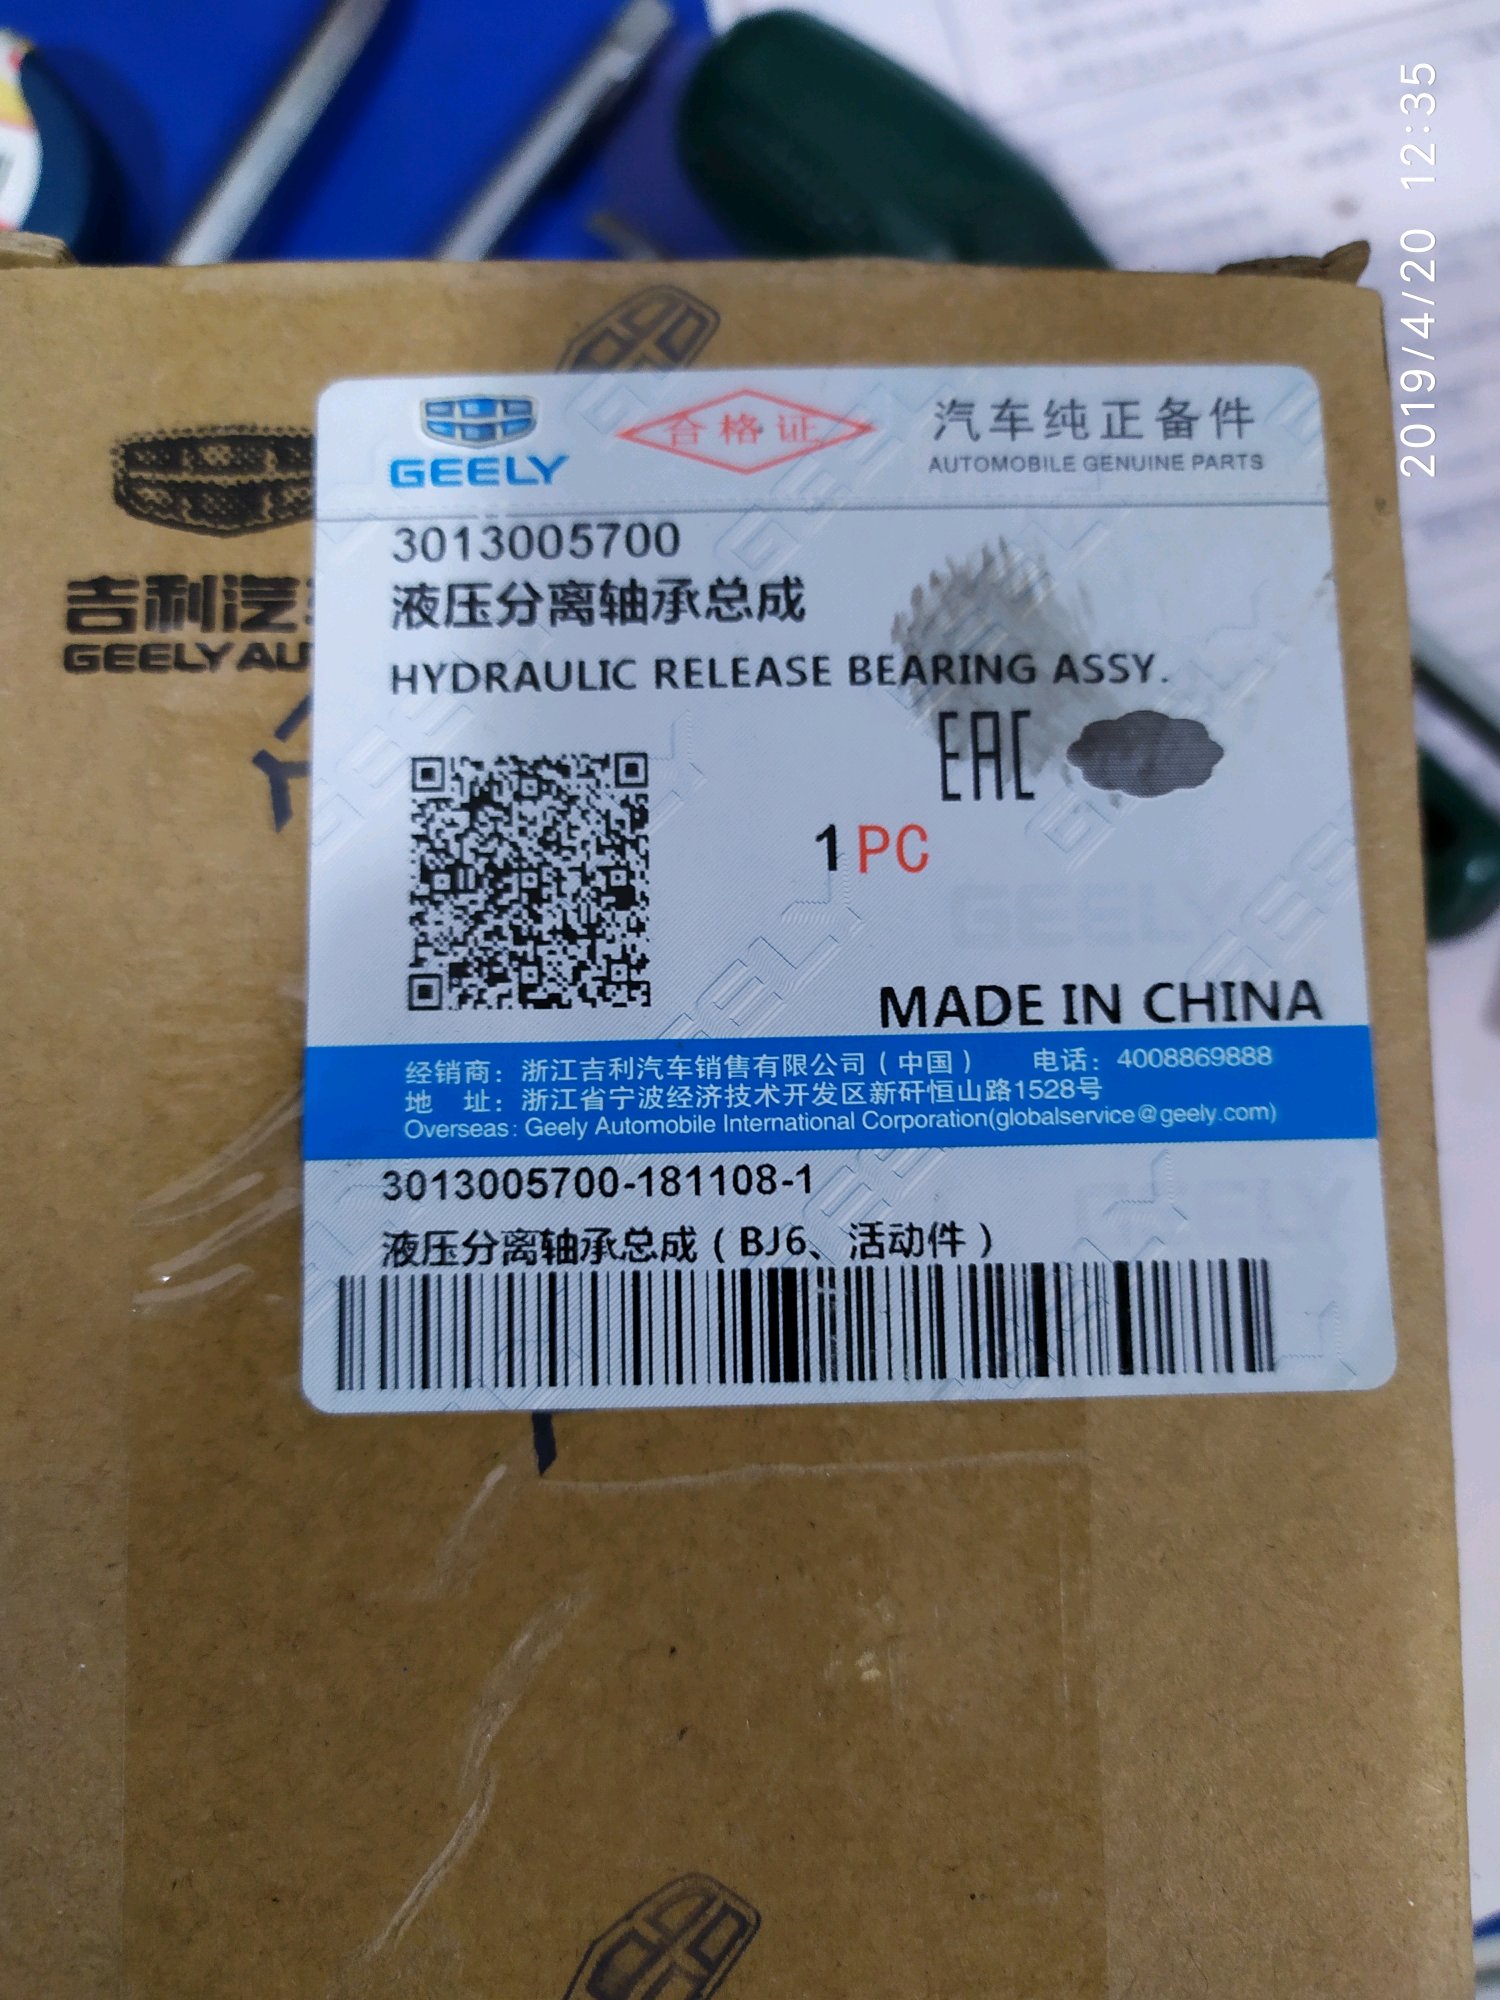 2019/4/20 12:35
吉利汽
GEELY AU
GEELY
合格证
汽车纯正备件
AUTOMOBILE GENUINE PARTS
3013005700
液压分离轴承总成
HYDRAULIC RELEASE BEARING ASSY.
EAC
1 PC
MADE IN CHINA
经销商：浙江吉利汽车销售有限公司（中国） 电话：4008869888
地 址：浙江省宁波经济技术开发区新矸恒山路1528号
Overseas: Geely Automobile International Corporation(globalservice@geely.com)
3013005700-181108-1
液压分离轴承总成（BJ6、活动件）